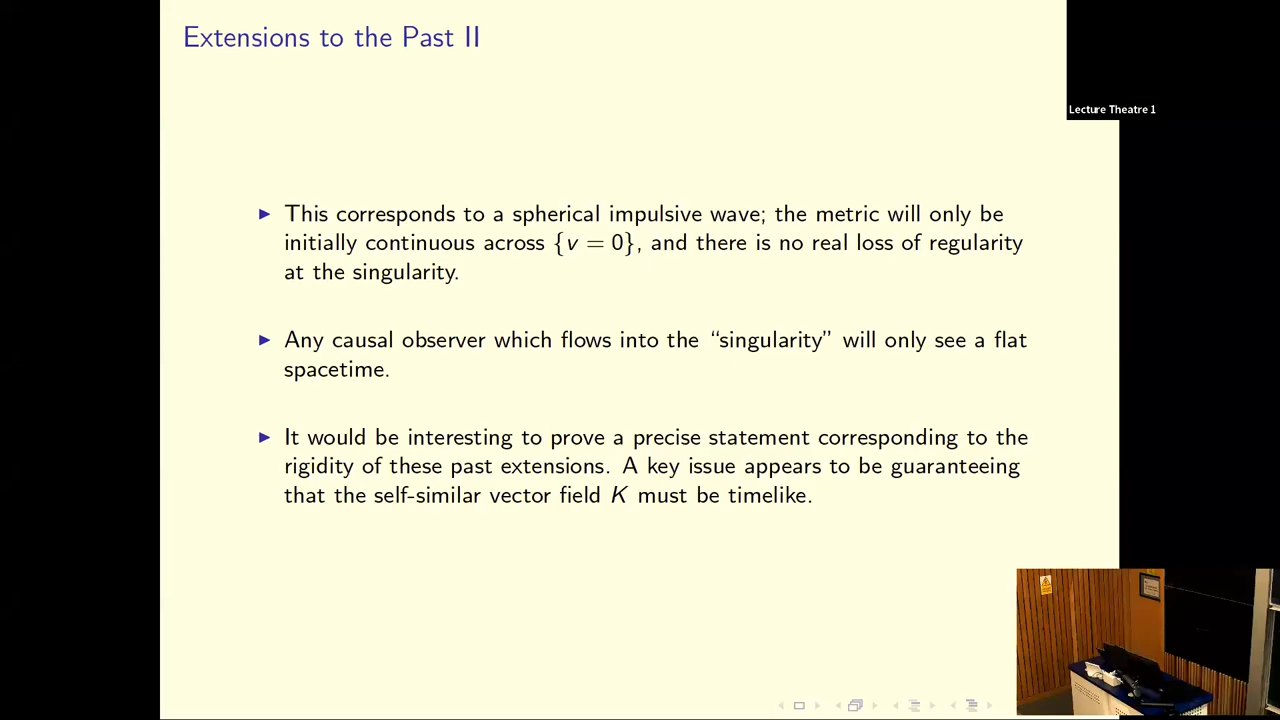 Extensions to the Past II
Lecture Theatre 1
▶ This corresponds to a spherical impulsive wave; the metric will only be
initially continuous across {v = 0}, and there is no real loss of regularity
at the singularity.
▶ Any causal observer which flows into the “singularity” will only see a flat
spacetime.
▶ It would be interesting to prove a precise statement corresponding to the
rigidity of these past extensions. A key issue appears to be guaranteeing
that the self-similar vector field K must be timelike.